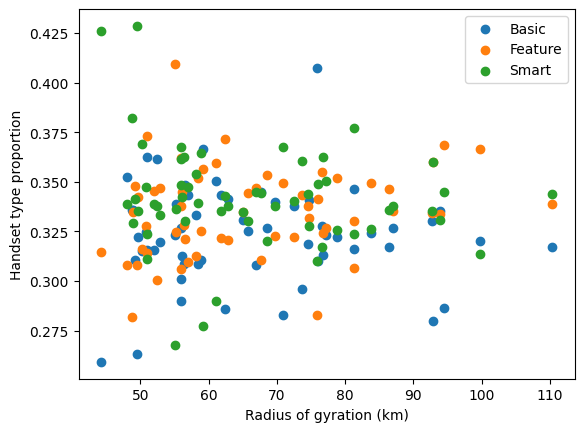 Basic
Feature
Smart
0.425
0.400
0.375
0.350
0.325
0.300
0.275
Handset type proportion
50 60 70 80 90 100 110
Radius of gyration (km)